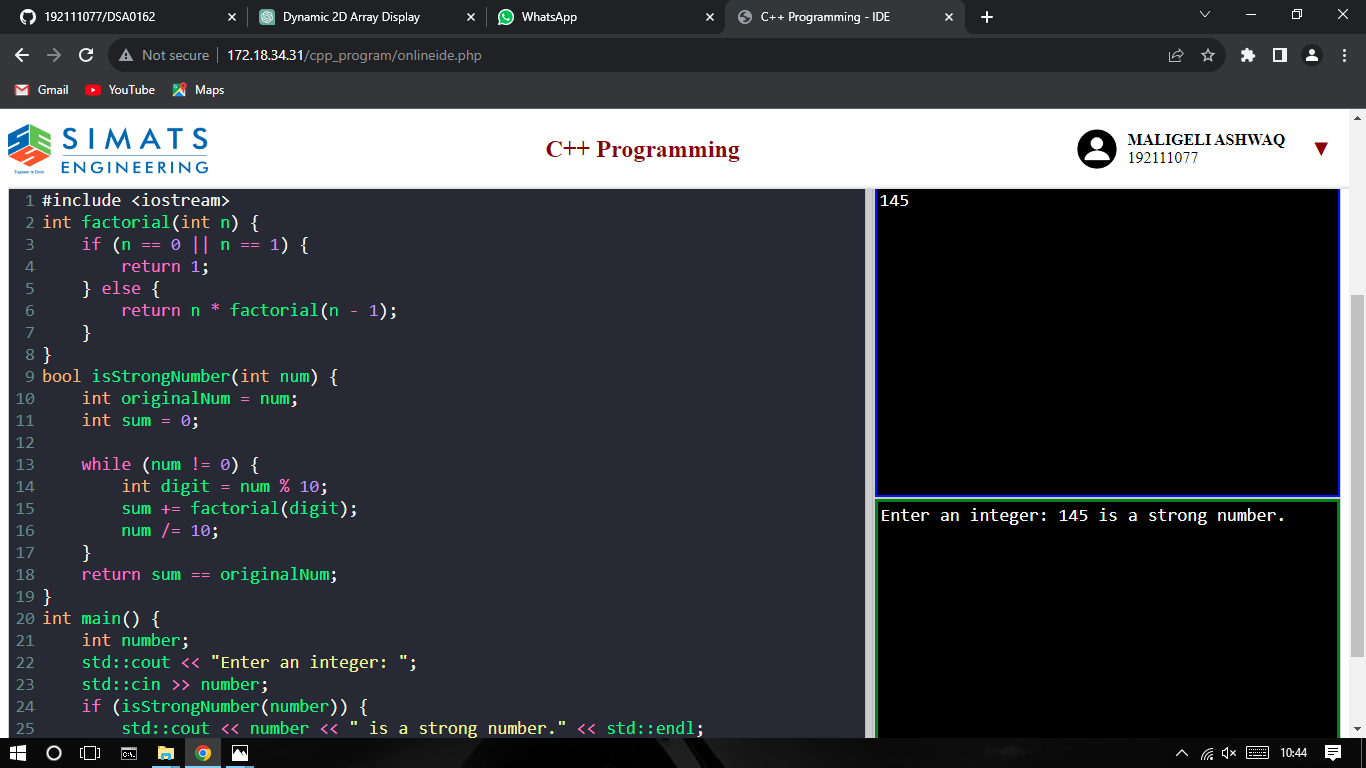 192111077/DSA0162
Dynamic 2D Array Display
WhatsApp
C++ Programming - IDE
Not secure
172.18.34.31/cpp_program/onlineide.php
Gmail
YouTube
Maps
SIMATS
ENGINEERING
C++ Programming
MALIGELI ASHWAQ
192111077
1 #include <iostream>
2 int factorial(int n) {
3     if (n == 0 || n == 1) {
4         return 1;
5     } else {
6         return n * factorial(n - 1);
7     }
8 }
9 bool isStrongNumber(int num) {
10     int originalNum = num;
11     int sum = 0;
12
13     while (num != 0) {
14         int digit = num % 10;
15         sum += factorial(digit);
16         num /= 10;
17     }
18     return sum == originalNum;
19 }
20 int main() {
21     int number;
22     std::cout << "Enter an integer: ";
23     std::cin >> number;
24     if (isStrongNumber(number)) {
25         std::cout << number << " is a strong number." << std::endl;
145
Enter an integer: 145 is a strong number.
10:44